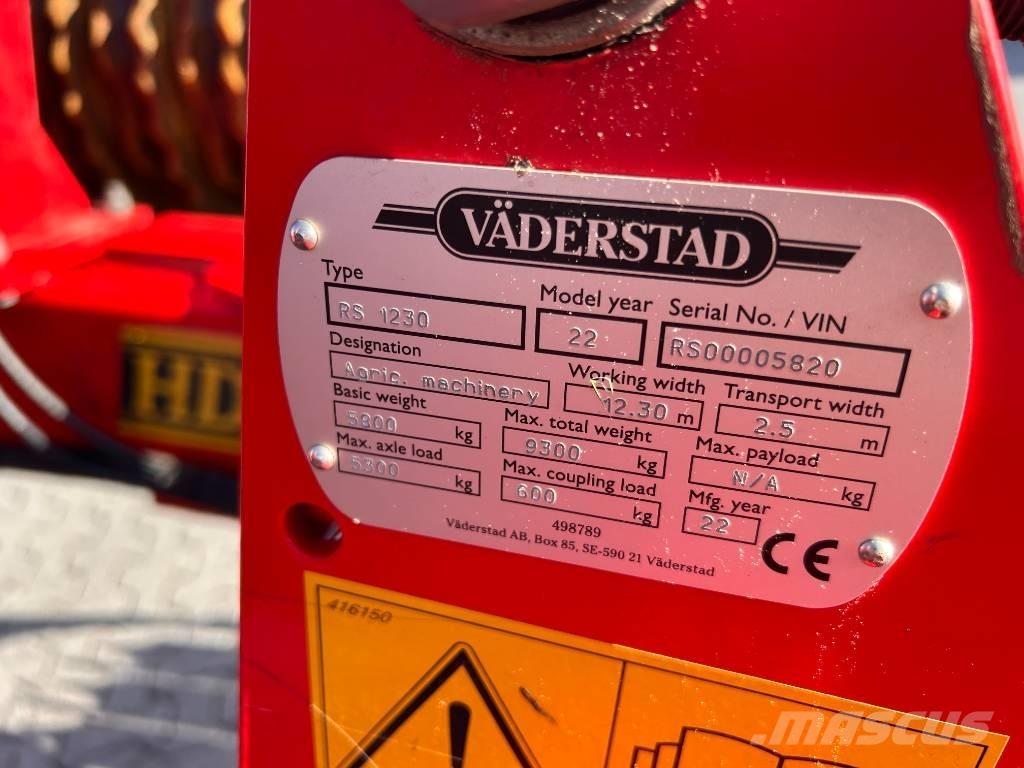 VÄDERSTAD
Type
RS 1230
Model year
22
Serial No. / VIN
RS00005820
Designation
Agric. machinery
Working width
12.30 m
Transport width
2.5 m
Basic weight
5800 kg
Max. total weight
9300 kg
Max. payload
N/A kg
Max. axle load
5300 kg
Max. coupling load
600 kg
Mfg. year
22
CE
498789
Väderstad AB, Box 85, SE-590 21 Väderstad
HD
416150
MASCUS